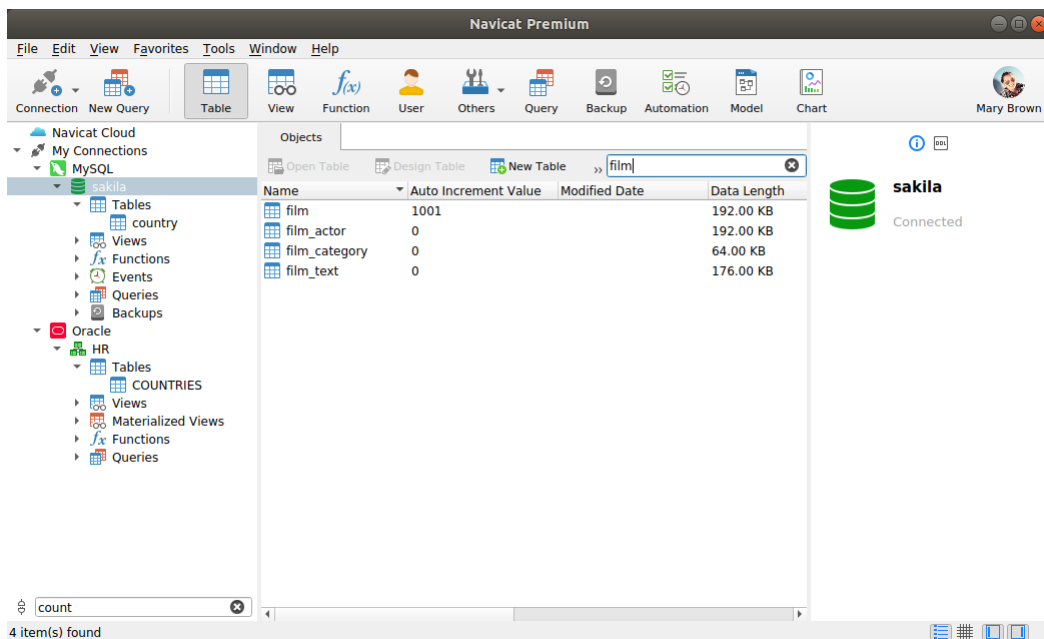 Navicat Premium
File Edit View Favorites Tools Window Help
Connection New Query Table View Function User Others Query Backup Automation Model Chart Mary Brown
Navicat Cloud
My Connections
MySQL
sakila
Tables
country
Views
fx Functions
Events
Queries
Backups
Oracle
HR
Tables
COUNTRIES
Views
Materialized Views
fx Functions
Queries
count
4 item(s) found
Objects
Open Table Design Table New Table » film
Name Auto Increment Value Modified Date Data Length
film 1001 192.00 KB
film_actor 0 192.00 KB
film_category 0 64.00 KB
film_text 0 176.00 KB
DDL
sakila
Connected